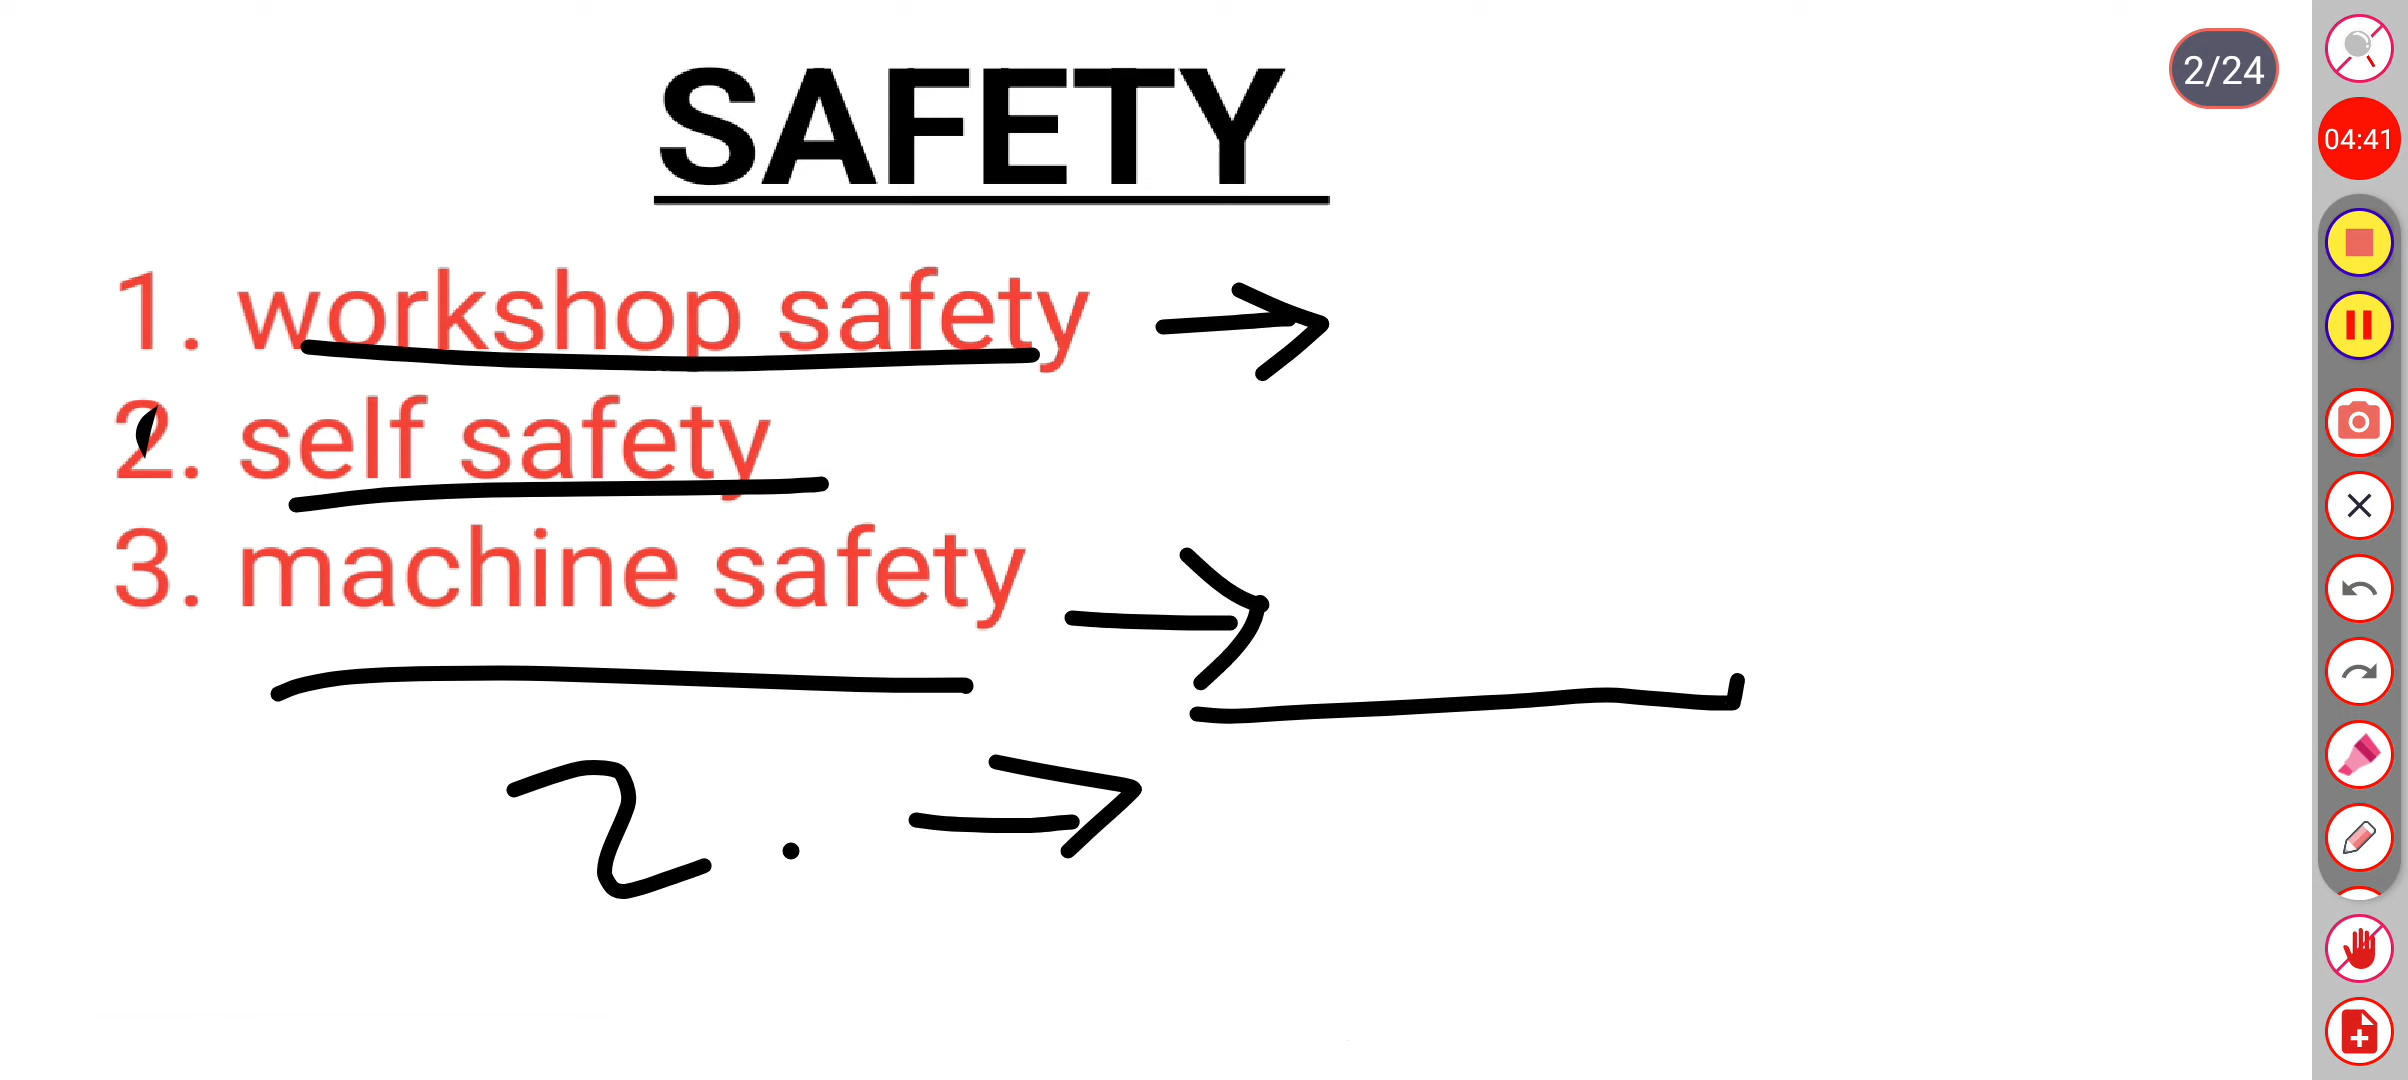 SAFETY
2/24
04:41
1. workshop safety
2. self safety
3. machine safety
2.